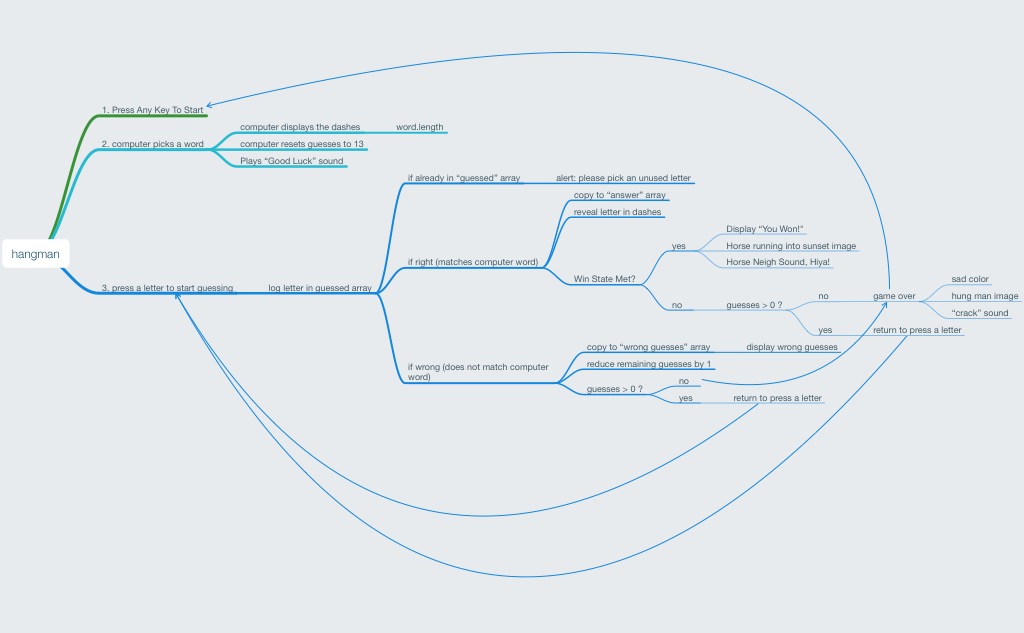 1. Press Any Key To Start
2. computer picks a word
computer displays the dashes
word.length
computer resets guesses to 13
Plays “Good Luck” sound
hangman
3. press a letter to start guessing
log letter in guessed array
if already in “guessed” array
alert: please pick an unused letter
if right (matches computer word)
copy to “answer” array
reveal letter in dashes
Win State Met?
yes
Display “You Won!”
Horse running into sunset image
Horse Neigh Sound, Hiya!
no
guesses > 0 ?
no
game over
sad color
hung man image
“crack” sound
yes
return to press a letter
if wrong (does not match computer
word)
copy to “wrong guesses” array
display wrong guesses
reduce remaining guesses by 1
guesses > 0 ?
no
yes
return to press a letter